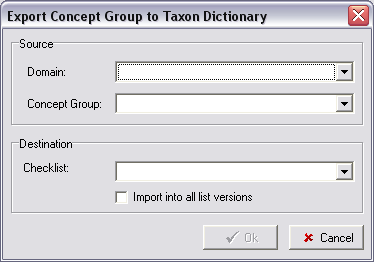 Export Concept Group to Taxon Dictionary
Source
Domain:
Concept Group:
Destination
Checklist:
Import into all list versions
Ok
Cancel